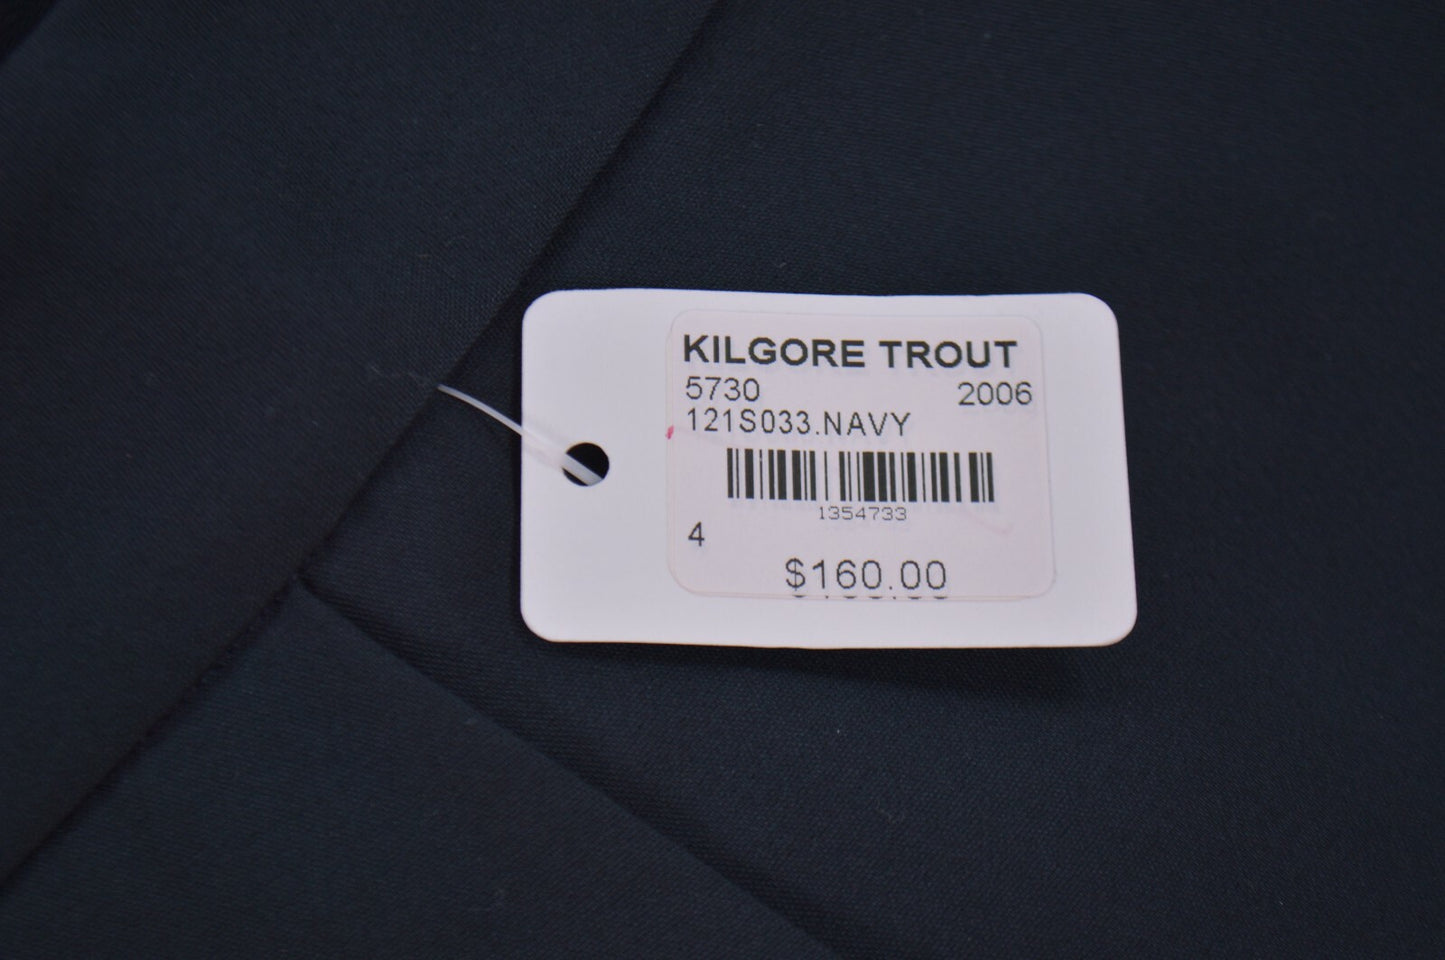 KILGORE TROUT
5730 2006
121S033.NAVY
1354733
4
$160.00